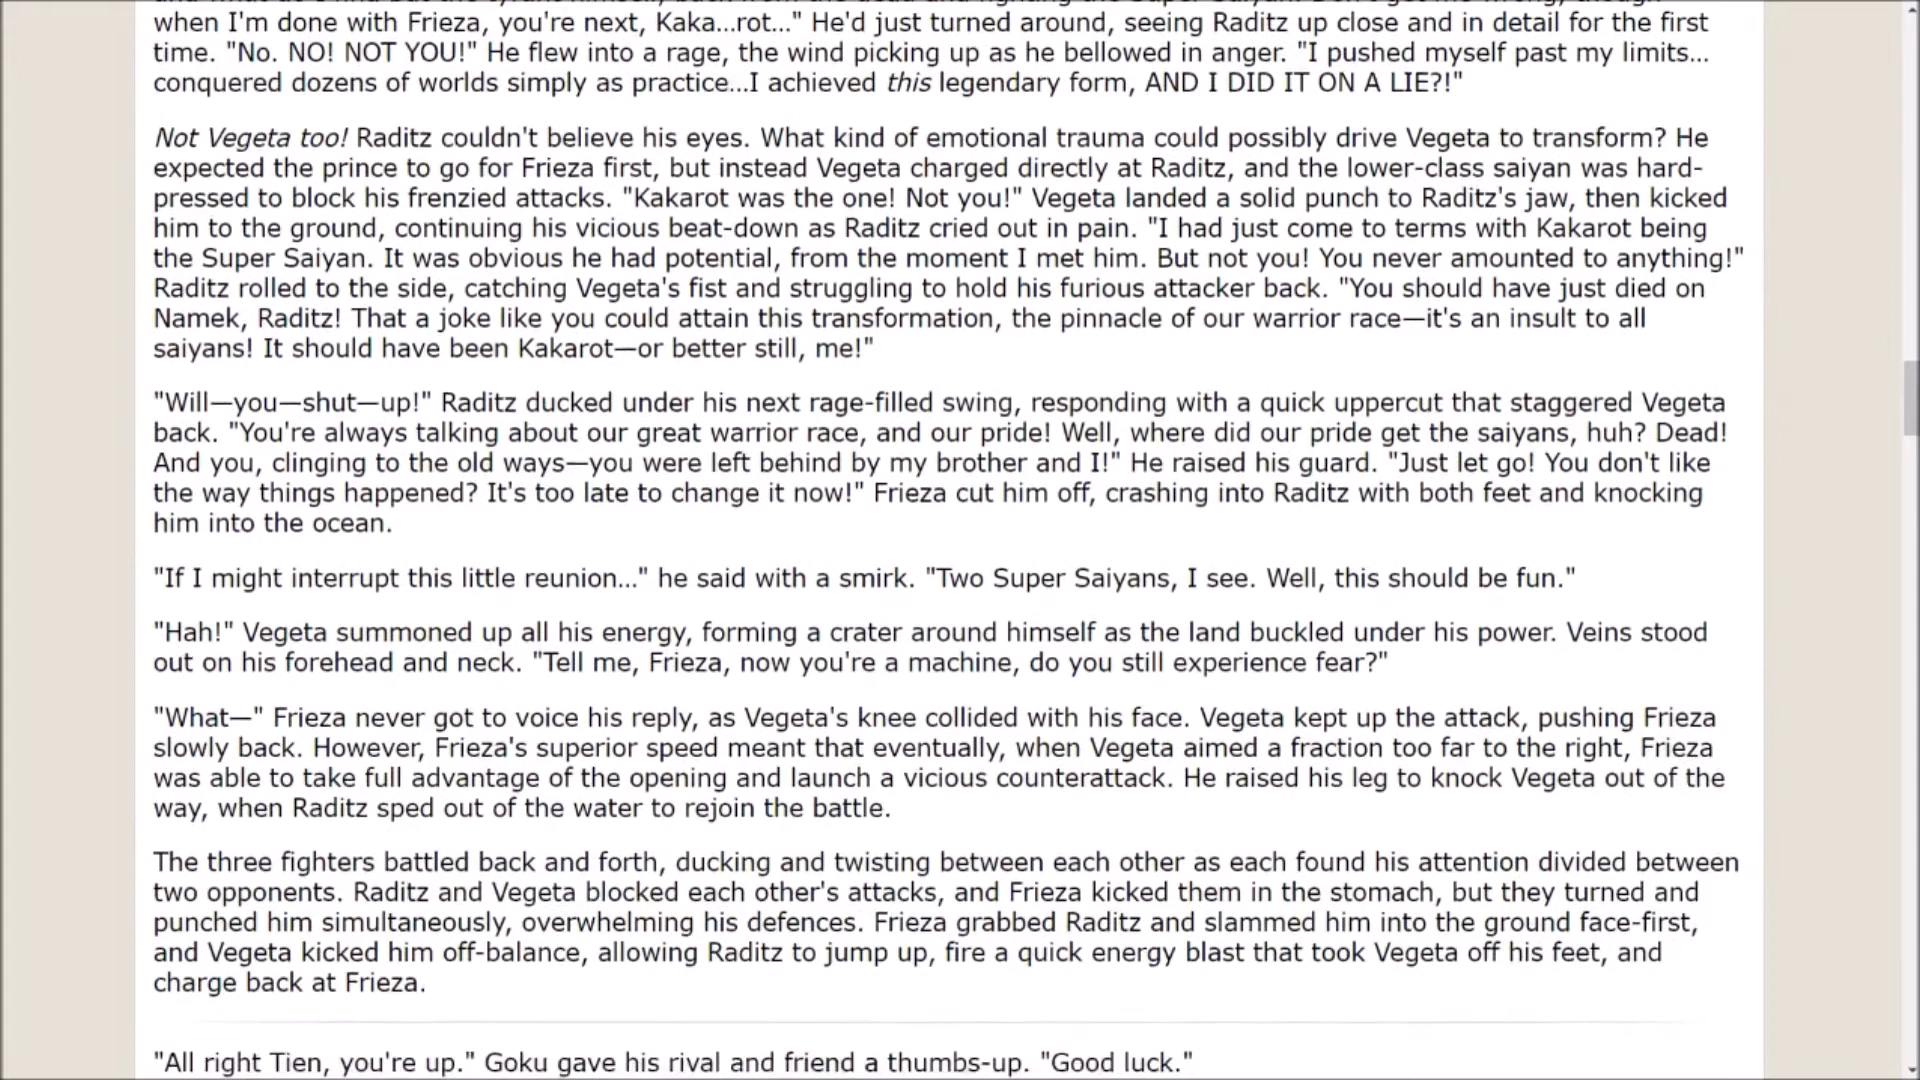 when I'm done with Frieza, you're next, Kaka...rot..." He'd just turned around, seeing Raditz up close and in detail for the first
time. "No. NO! NOT YOU!" He flew into a rage, the wind picking up as he bellowed in anger. "I pushed myself past my limits...
conquered dozens of worlds simply as practice...I achieved this legendary form, AND I DID IT ON A LIE?!"
Not Vegeta too! Raditz couldn't believe his eyes. What kind of emotional trauma could possibly drive Vegeta to transform? He
expected the prince to go for Frieza first, but instead Vegeta charged directly at Raditz, and the lower-class saiyan was hard-
pressed to block his frenzied attacks. "Kakarot was the one! Not you!" Vegeta landed a solid punch to Raditz's jaw, then kicked
him to the ground, continuing his vicious beat-down as Raditz cried out in pain. "I had just come to terms with Kakarot being
the Super Saiyan. It was obvious he had potential, from the moment I met him. But not you! You never amounted to anything!"
Raditz rolled to the side, catching Vegeta's fist and struggling to hold his furious attacker back. "You should have just died on
Namek, Raditz! That a joke like you could attain this transformation, the pinnacle of our warrior race—it's an insult to all
saiyans! It should have been Kakarot—or better still, me!"
"Will—you—shut—up!" Raditz ducked under his next rage-filled swing, responding with a quick uppercut that staggered Vegeta
back. "You're always talking about our great warrior race, and our pride! Well, where did our pride get the saiyans, huh? Dead!
And you, clinging to the old ways—you were left behind by my brother and I!" He raised his guard. "Just let go! You don't like
the way things happened? It's too late to change it now!" Frieza cut him off, crashing into Raditz with both feet and knocking
him into the ocean.
"If I might interrupt this little reunion..." he said with a smirk. "Two Super Saiyans, I see. Well, this should be fun."
"Hah!" Vegeta summoned up all his energy, forming a crater around himself as the land buckled under his power. Veins stood
out on his forehead and neck. "Tell me, Frieza, now you're a machine, do you still experience fear?"
"What—" Frieza never got to voice his reply, as Vegeta's knee collided with his face. Vegeta kept up the attack, pushing Frieza
slowly back. However, Frieza's superior speed meant that eventually, when Vegeta aimed a fraction too far to the right, Frieza
was able to take full advantage of the opening and launch a vicious counterattack. He raised his leg to knock Vegeta out of the
way, when Raditz sped out of the water to rejoin the battle.
The three fighters battled back and forth, ducking and twisting between each other as each found his attention divided between
two opponents. Raditz and Vegeta blocked each other's attacks, and Frieza kicked them in the stomach, but they turned and
punched him simultaneously, overwhelming his defences. Frieza grabbed Raditz and slammed him into the ground face-first,
and Vegeta kicked him off-balance, allowing Raditz to jump up, fire a quick energy blast that took Vegeta off his feet, and
charge back at Frieza.
"All right Tien, you're up." Goku gave his rival and friend a thumbs-up. "Good luck."